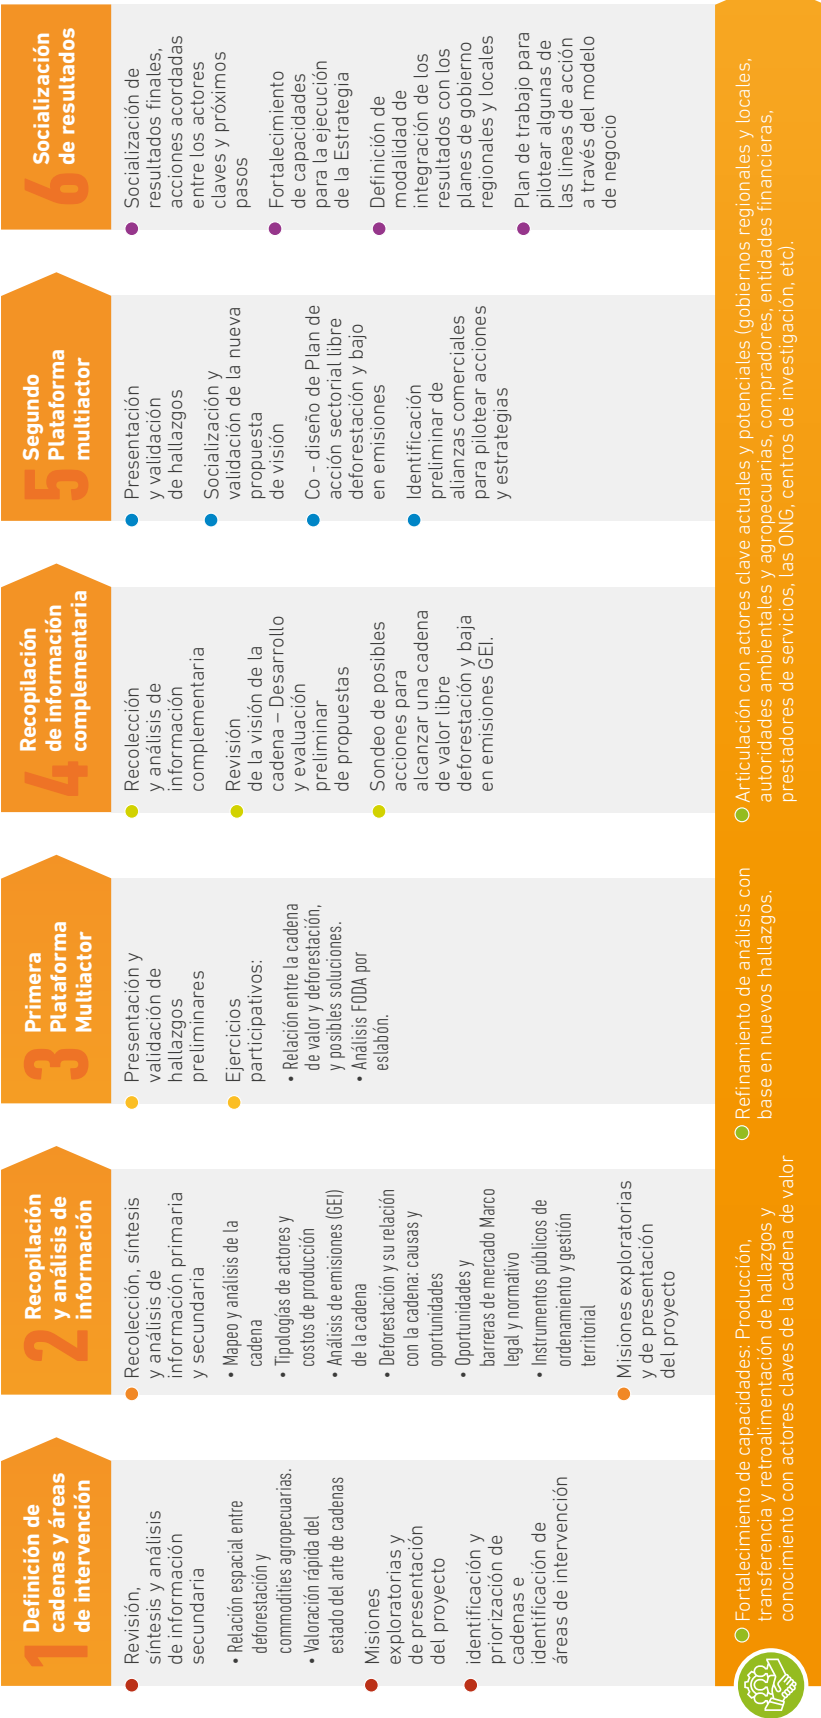 1
Definición de
cadenas y áreas
de intervención
Revisión,
síntesis y análisis
de información
secundaria
• Relación espacial entre
deforestación y
commodities agropecuarias.
• Valoración rápida del
estado del arte de cadenas
Misiones
exploratorias y
de presentación
del proyecto
identificación y
priorización de
cadenas e
identificación de
áreas de intervención
2
Recopilación
y análisis de
información
Recolección, síntesis
y análisis de
información primaria
y secundaria
• Mapeo y análisis de la
cadena
• Tipologías de actores y
costos de producción
• Análisis de emisiones (GEI)
de la cadena
• Deforestación y su relación
con la cadena: causas y
oportunidades
• Oportunidades y
barreras de mercado Marco
legal y normativo
• Instrumentos públicos de
ordenamiento y gestión
territorial
Misiones exploratorias
y de presentación
del proyecto
3
Primera
Plataforma
Multiactor
Presentación y
validación de
hallazgos
preliminares
Ejercicios
participativos:
• Relación entre la cadena
de valor y deforestación,
y posibles soluciones.
• Análisis FODA por
eslabón.
4
Recopilación
de información
complementaria
Recolección
y análisis de
información
complementaria
Revisión
de la visión de la
cadena – Desarrollo
y evaluación
preliminar
de propuestas
Sondeo de posibles
acciones para
alcanzar una cadena
de valor libre
deforestación y baja
en emisiones GEI.
5
Segundo
Plataforma
multiactor
Presentación
y validación
de hallazgos
Socialización y
validación de la nueva
propuesta
de visión
Co - diseño de Plan de
acción sectorial libre
deforestación y bajo
en emisiones
Identificación
preliminar de
alianzas comerciales
para pilotear acciones
y estrategias
6
Socialización
de resultados
Socialización de
resultados finales,
acciones acordadas
entre los actores
claves y próximos
pasos
Fortalecimiento
de capacidades
para la ejecución
de la Estrategia
Definición de
modalidad de
integración de los
resultados con los
planes de gobierno
regionales y locales
Plan de trabajo para
pilotear algunas de
las líneas de acción
a través del modelo
de negocio
Fortalecimiento de capacidades: Producción,
transferencia y retroalimentación de hallazgos y
conocimiento con actores claves de la cadena de valor
Refinamiento de análisis con
base en nuevos hallazgos.
Articulación con actores clave actuales y potenciales (gobiernos regionales y locales,
autoridades ambientales y agropecuarias, compradores, entidades financieras,
prestadores de servicios, las ONG, centros de investigación, etc).